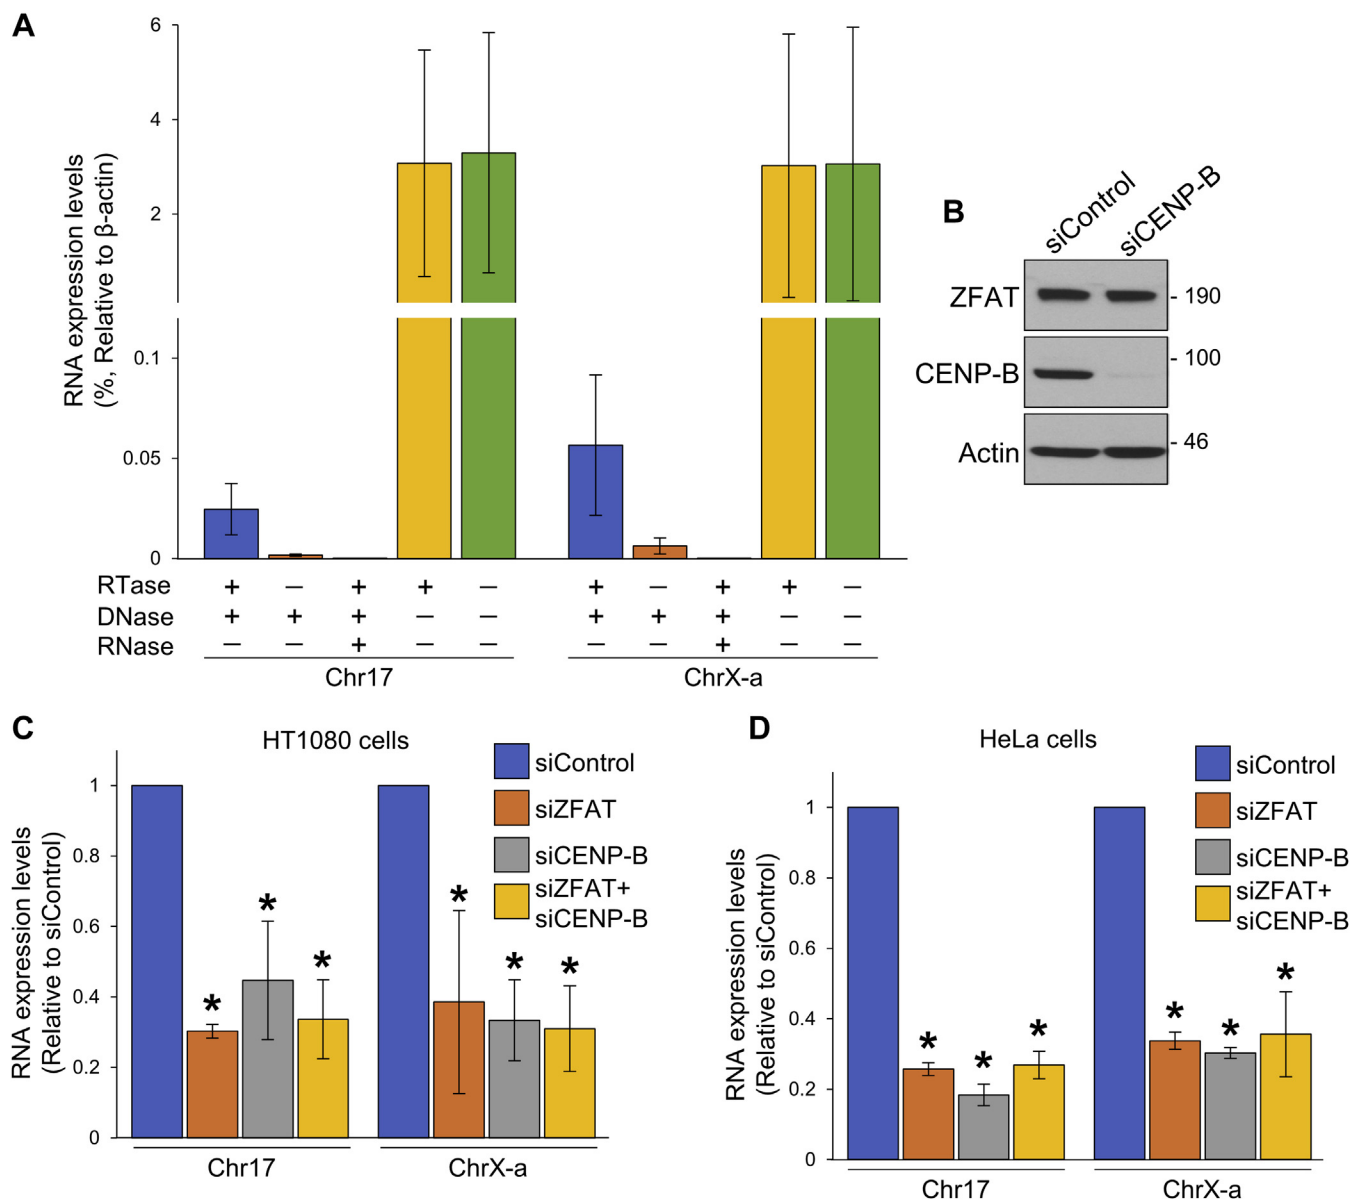 A
RNA expression levels
(%, Relative to β-actin)
6
4
2
0.1
0.05
0
RTase + – + + – + – + + –
DNase + + + – – + + + – –
RNase – – + – – – – + – –
Chr17 ChrX-a
B
siControl siCENP-B
ZFAT - 190
- 100
CENP-B
- 46
Actin
C
HT1080 cells
RNA expression levels
(Relative to siControl)
1
0.8
0.6
0.4
0.2
0
* * * * * *
siControl
siZFAT
siCENP-B
siZFAT+
siCENP-B
Chr17 ChrX-a
D
HeLa cells
RNA expression levels
(Relative to siControl)
1
0.8
0.6
0.4
0.2
0
* * * * * *
siControl
siZFAT
siCENP-B
siZFAT+
siCENP-B
Chr17 ChrX-a